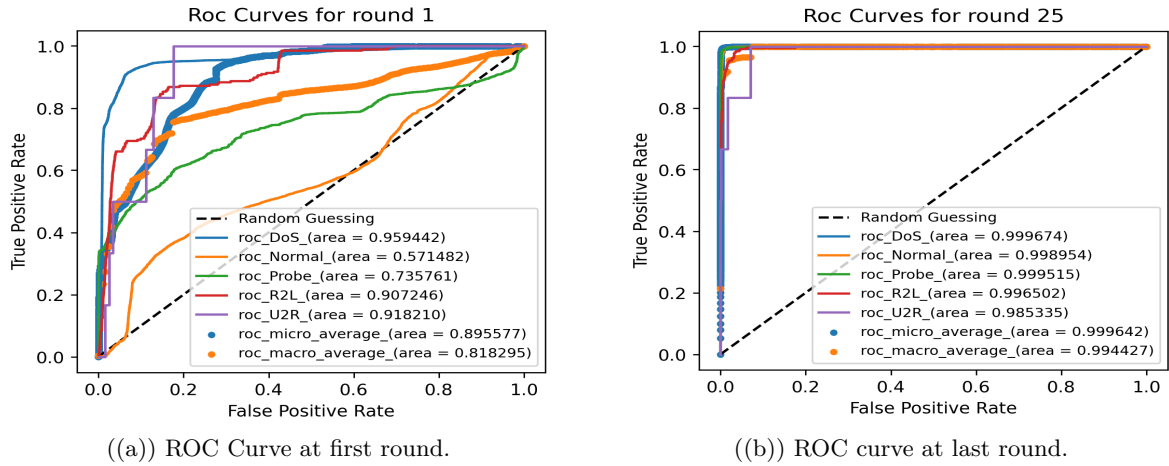 Roc Curves for round 1
True Positive Rate
1.0
0.8
0.6
0.4
0.2
0.0
Random Guessing
roc_DoS_(area = 0.959442)
roc_Normal_(area = 0.571482)
roc_Probe_(area = 0.735761)
roc_R2L_(area = 0.907246)
roc_U2R_(area = 0.918210)
roc_micro_average_(area = 0.895577)
roc_macro_average_(area = 0.818295)
0.0 0.2 0.4 0.6 0.8 1.0
False Positive Rate
((a)) ROC Curve at first round.
Roc Curves for round 25
True Positive Rate
1.0
0.8
0.6
0.4
0.2
0.0
Random Guessing
roc_DoS_(area = 0.999674)
roc_Normal_(area = 0.998954)
roc_Probe_(area = 0.999515)
roc_R2L_(area = 0.996502)
roc_U2R_(area = 0.985335)
roc_micro_average_(area = 0.999642)
roc_macro_average_(area = 0.994427)
0.0 0.2 0.4 0.6 0.8 1.0
False Positive Rate
((b)) ROC curve at last round.